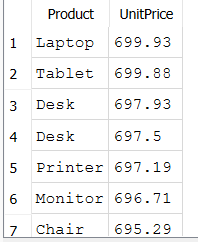 Product UnitPrice
1 Laptop 699.93
2 Tablet 699.88
3 Desk 697.93
4 Desk 697.5
5 Printer 697.19
6 Monitor 696.71
7 Chair 695.29